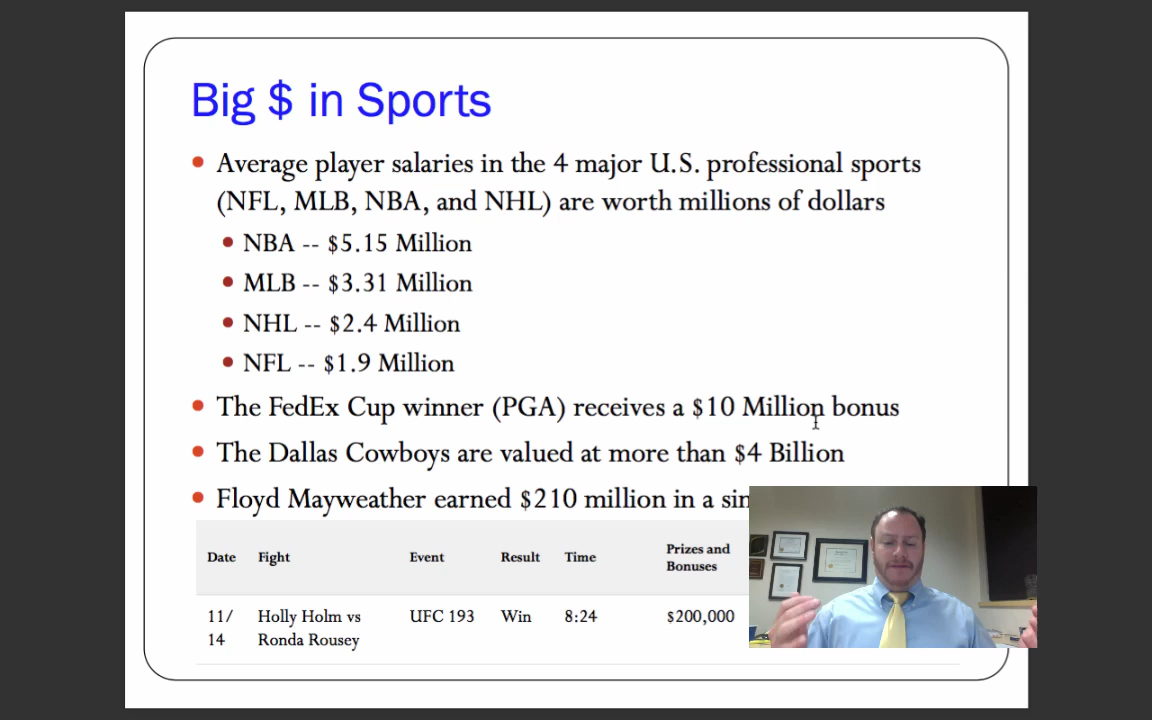 Big $ in Sports
Average player salaries in the 4 major U.S. professional sports
(NFL, MLB, NBA, and NHL) are worth millions of dollars
NBA -- $5.15 Million
MLB -- $3.31 Million
NHL -- $2.4 Million
NFL -- $1.9 Million
The FedEx Cup winner (PGA) receives a $10 Million bonus
The Dallas Cowboys are valued at more than $4 Billion
Floyd Mayweather earned $210 million in a
Date Fight Event Result Time Prizes and
Bonuses
11/ Holly Holm vs UFC 193 Win 8:24 $200,000
14 Ronda Rousey